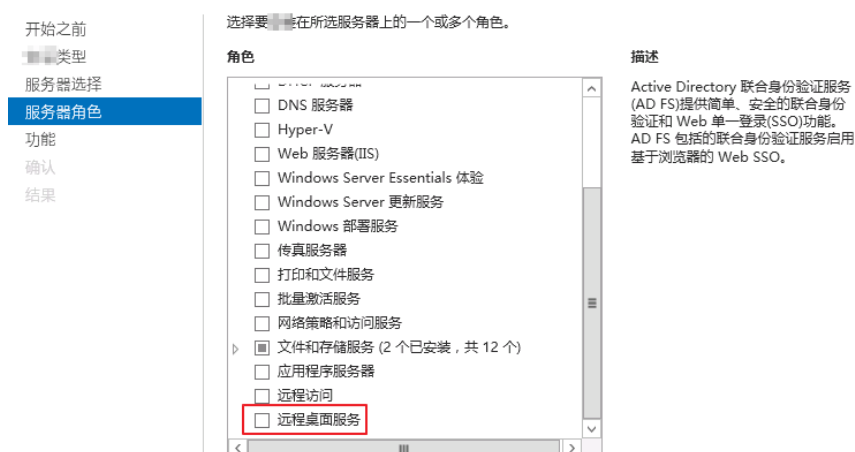 开始之前
类型
服务器选择
服务器角色
功能
确认
结果
选择要在所选服务器上的一个或多个角色。
角色
DNS 服务器
Hyper-V
Web 服务器(IIS)
Windows Server Essentials 体验
Windows Server 更新服务
Windows 部署服务
传真服务器
打印和文件服务
批量激活服务
网络策略和访问服务
文件和存储服务 (2 个已安装，共 12 个)
应用程序服务器
远程访问
远程桌面服务
描述
Active Directory 联合身份验证服务
(AD FS)提供简单、安全的联合身份
验证和 Web 单一登录(SSO)功能。
AD FS 包括的联合身份验证服务启用
基于浏览器的 Web SSO。